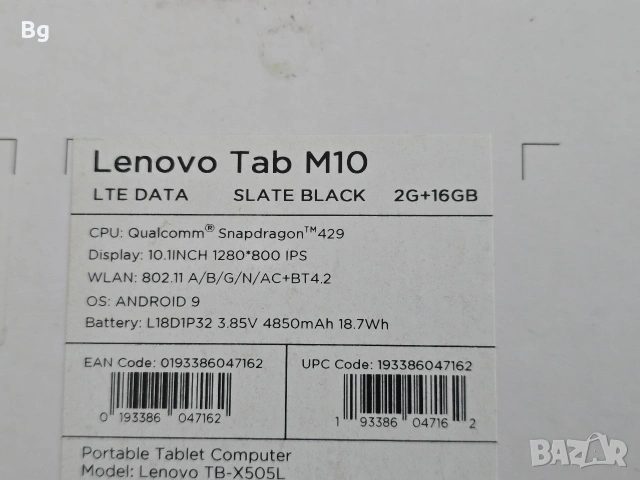 Bg
Lenovo Tab M10
LTE DATA SLATE BLACK 2G+16GB
CPU: Qualcomm® Snapdragon™429
Display: 10.1INCH 1280*800 IPS
WLAN: 802.11 A/B/G/N/AC+BT4.2
OS: ANDROID 9
Battery: L18D1P32 3.85V 4850mAh 18.7Wh
EAN Code: 0193386047162 UPC Code: 193386047162
0 193386 047162 1 93386 04716 2
Portable Tablet Computer
Model: Lenovo TB-X505L
BAZAR